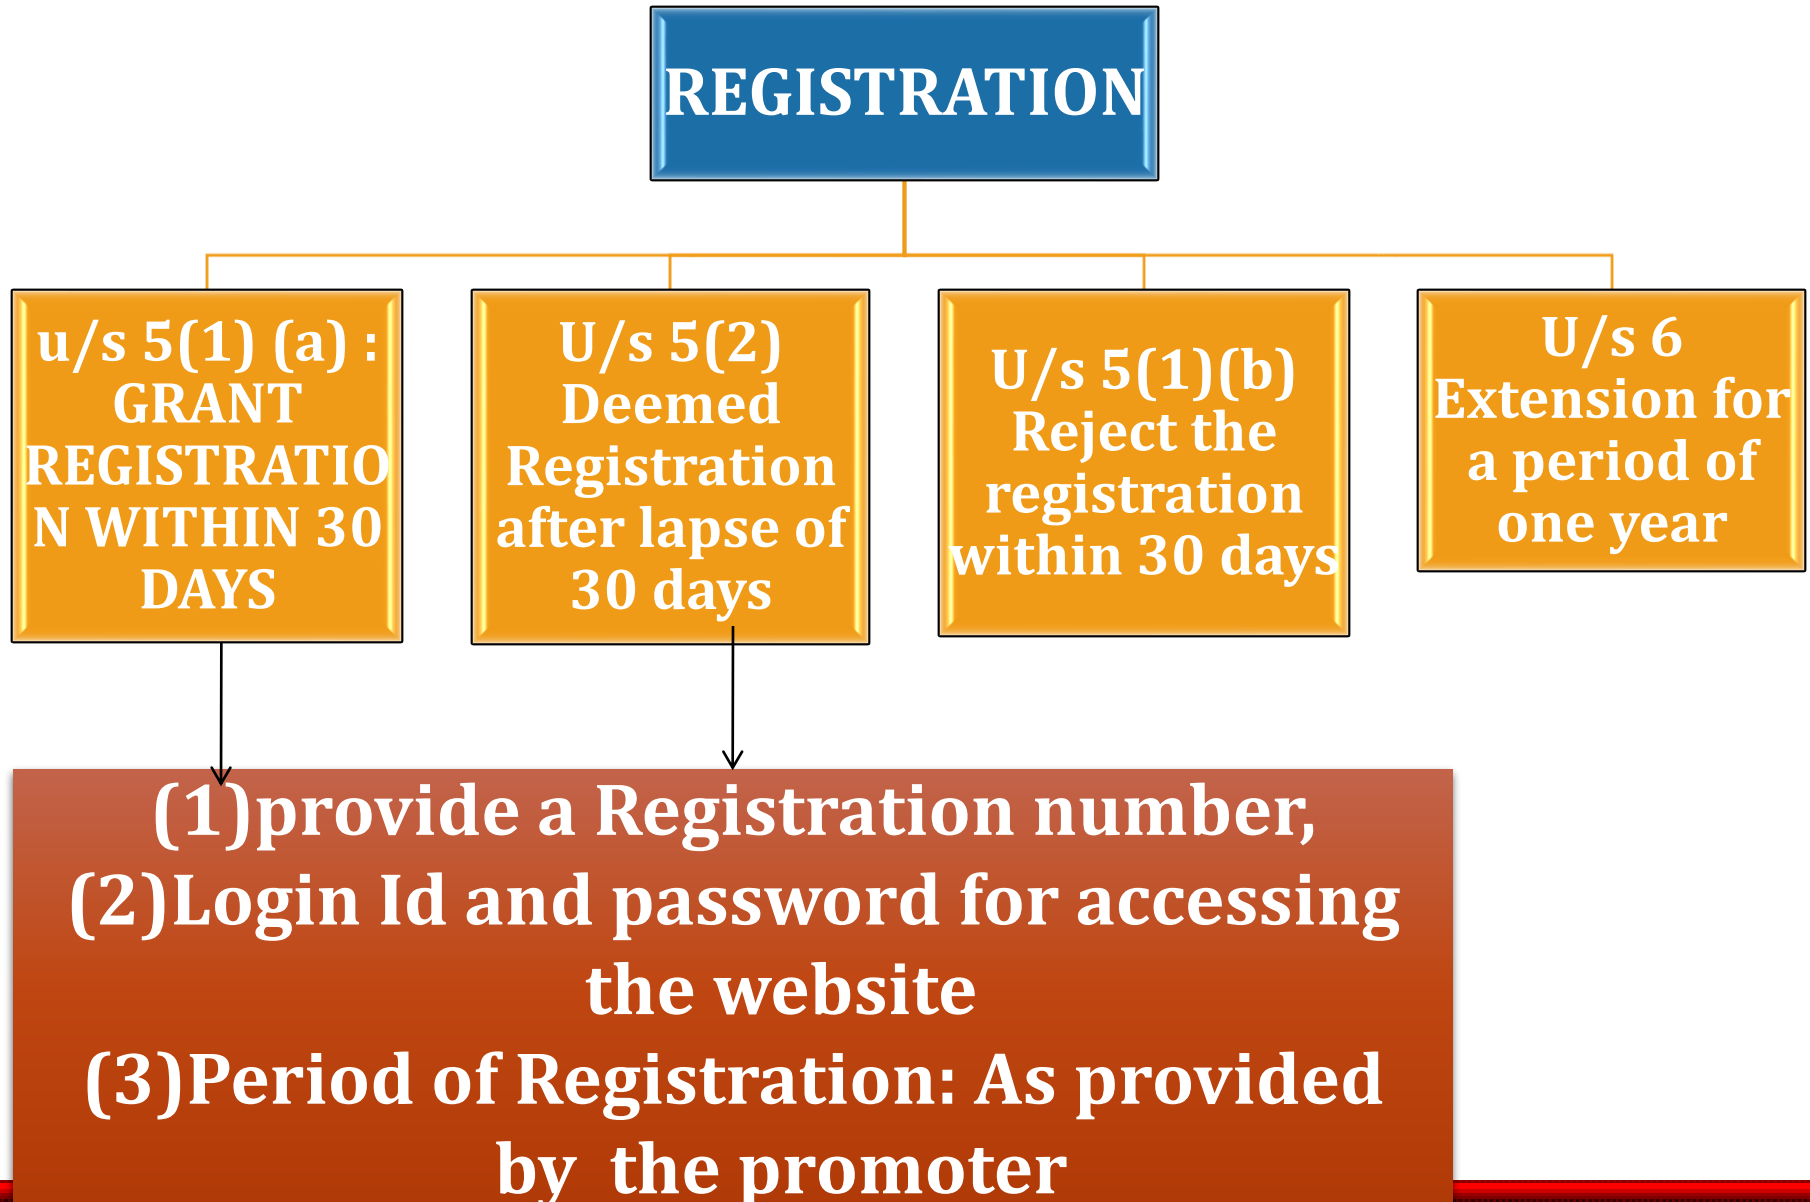 REGISTRATION
u/s 5(1) (a) :
GRANT
REGISTRATIO
N WITHIN 30
DAYS
U/s 5(2)
Deemed
Registration
after lapse of
30 days
U/s 5(1)(b)
Reject the
registration
within 30 days
U/s 6
Extension for
a period of
one year
(1)provide a Registration number,
(2)Login Id and password for accessing
the website
(3)Period of Registration: As provided
by the promoter